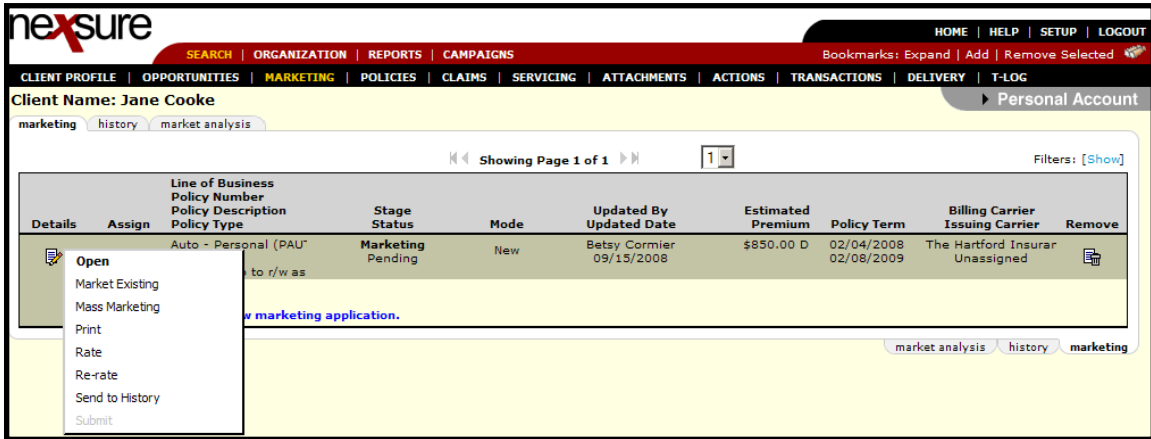 nexsure
HOME | HELP | SETUP | LOGOUT
SEARCH | ORGANIZATION | REPORTS | CAMPAIGNS
Bookmarks: Expand | Add | Remove Selected
CLIENT PROFILE | OPPORTUNITIES | MARKETING | POLICIES | CLAIMS | SERVICING | ATTACHMENTS | ACTIONS | TRANSACTIONS | DELIVERY | T-LOG
Client Name: Jane Cooke
Personal Account
marketing history market analysis
Showing Page 1 of 1 1 Filters: [Show]
Line of Business
Policy Number
Policy Description
Policy Type
Details
Assign
Stage
Status
Mode
Updated By
Updated Date
Estimated
Premium
Policy Term
Billing Carrier
Issuing Carrier
Remove
Auto - Personal (PAU
to r/w as
Marketing
Pending
New
Betsy Cormier
09/15/2008
$850.00 D
02/04/2008
02/08/2009
The Hartford Insurar
Unassigned
w marketing application.
Open
Market Existing
Mass Marketing
Print
Rate
Re-rate
Send to History
Submit
market analysis history marketing